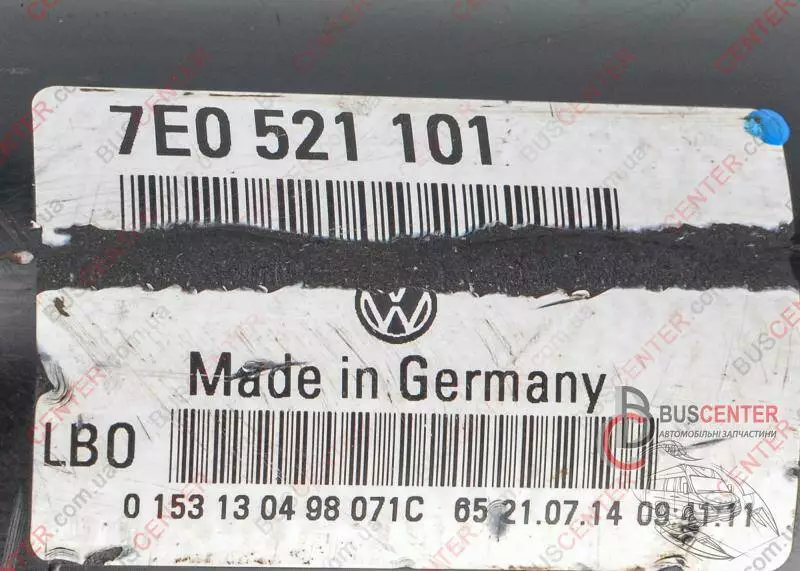 7E0 521 101
Made in Germany
BUSCENTER
АВТОМОБІЛЬНІ ЗАПЧАСТИНИ
LB0
0 153 13 04 98 071C 65 21.07.14 09:41:11